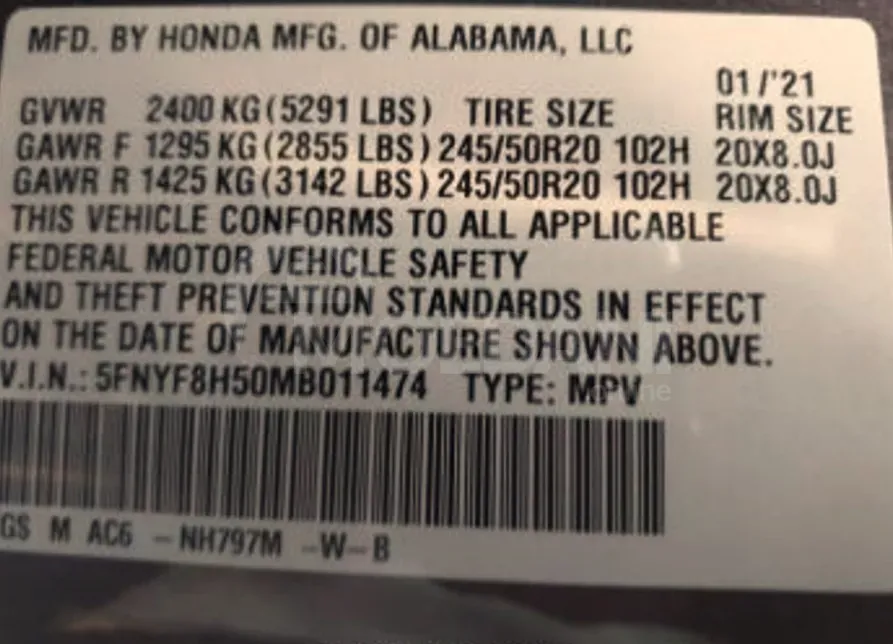 MFD. BY HONDA MFG. OF ALABAMA, LLC
01/'21
GVWR 2400 KG (5291 LBS) TIRE SIZE RIM SIZE
GAWR F 1295 KG (2855 LBS) 245/50R20 102H 20X8.0J
GAWR R 1425 KG (3142 LBS) 245/50R20 102H 20X8.0J
THIS VEHICLE CONFORMS TO ALL APPLICABLE
FEDERAL MOTOR VEHICLE SAFETY
AND THEFT PREVENTION STANDARDS IN EFFECT
ON THE DATE OF MANUFACTURE SHOWN ABOVE.
V.I.N.: 5FNYF8H50MB011474 TYPE: MPV
GS M AC6 - NH797M -W-B